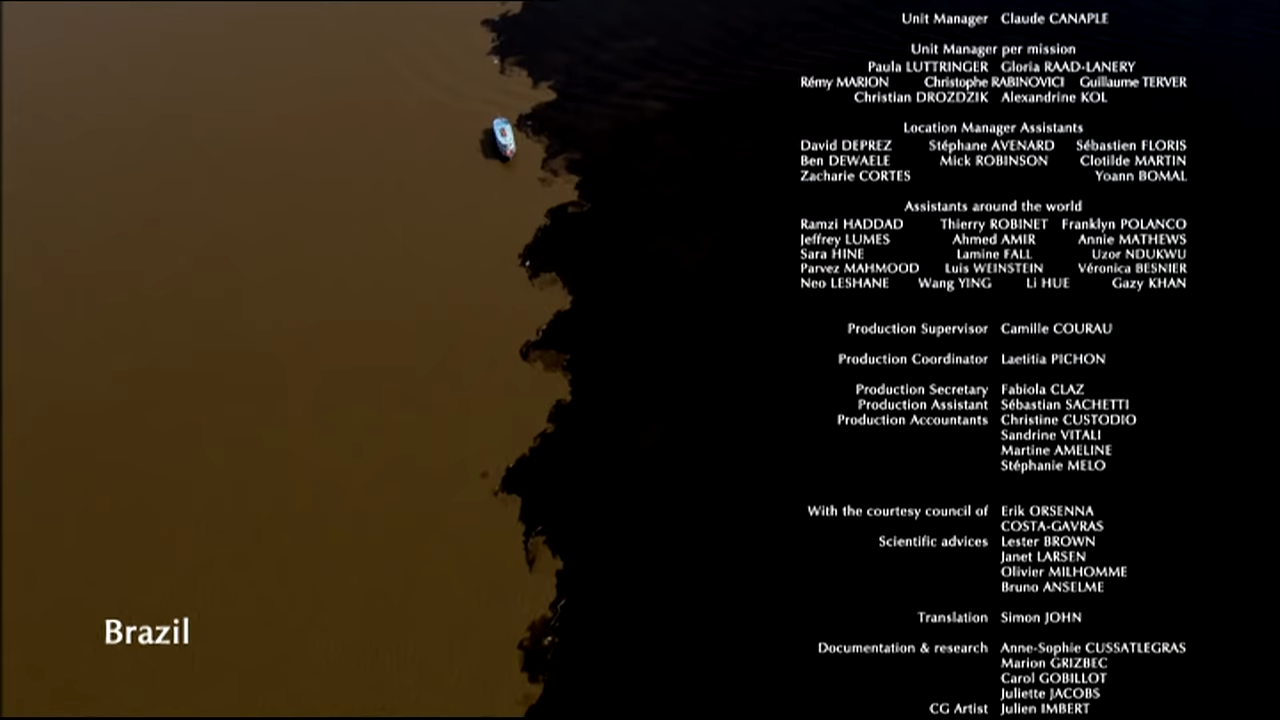 Unit Manager Claude CANAPLE
Unit Manager per mission
Paula LUTTRINGER Gloria RAAD-LANERY
Rémy MARION Christophe RABINOVICI Guillaume TERVER
Christian DROZDZIK Alexandrine KOL
Location Manager Assistants
David DEPREZ Stéphane AVENARD Sébastien FLORIS
Ben DEWAELE Mick ROBINSON Clotilde MARTIN
Zacharie CORTES Yoann BOMAL
Assistants around the world
Ramzi HADDAD Thierry ROBINET Franklyn POLANCO
Jeffrey LUMES Ahmed AMIR Annie MATHEWS
Sara HINE Lamine FALL Uzor NDUKWU
Parvez MAHMOOD Luis WEINSTEIN Véronica BESNIER
Neo LESHANE Wang YING Li HUE Gazy KHAN
Production Supervisor Camille COURAU
Production Coordinator Laetitia PICHON
Production Secretary Fabiola CLAZ
Production Assistant Sébastian SACHETTI
Production Accountants Christine CUSTODIO
Sandrine VITALI
Martine AMELINE
Stéphanie MELO
With the courtesy council of Erik ORSENNA
COSTA-GAVRAS
Scientific advices Lester BROWN
Janet LARSEN
Olivier MILHOMME
Bruno ANSELME
Translation Simon JOHN
Documentation & research Anne-Sophie CUSSATLEGRAS
Marion GRIZBEC
Carol GOBILLOT
Juliette JACOBS
CG Artist Julien IMBERT
Brazil